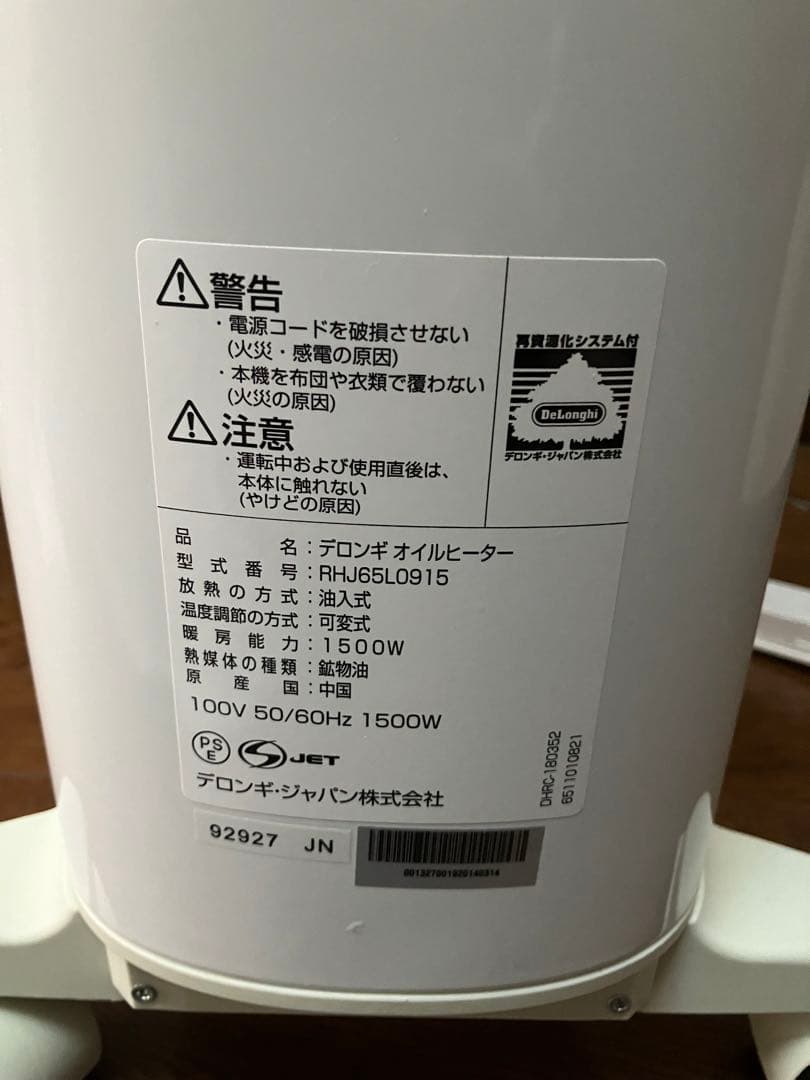 警告
・電源コードを破損させない
(火災・感電の原因)
・本機を布団や衣類で覆わない
(火災の原因)
注意
・運転中および使用直後は、
本体に触れない
(やけどの原因)
再資源化システム付
DeLonghi
デロンギ・ジャパン株式会社
品名：デロンギ オイルヒーター
型式番号：RHJ65L0915
放熱の方式：油入式
温度調節の方式：可変式
暖房能力：1500W
熱媒体の種類：鉱物油
原産国：中国
100V 50/60Hz 1500W
PSE JET
デロンギ・ジャパン株式会社
DHRC-180352
6511010821
92927 JN
001327001920140314